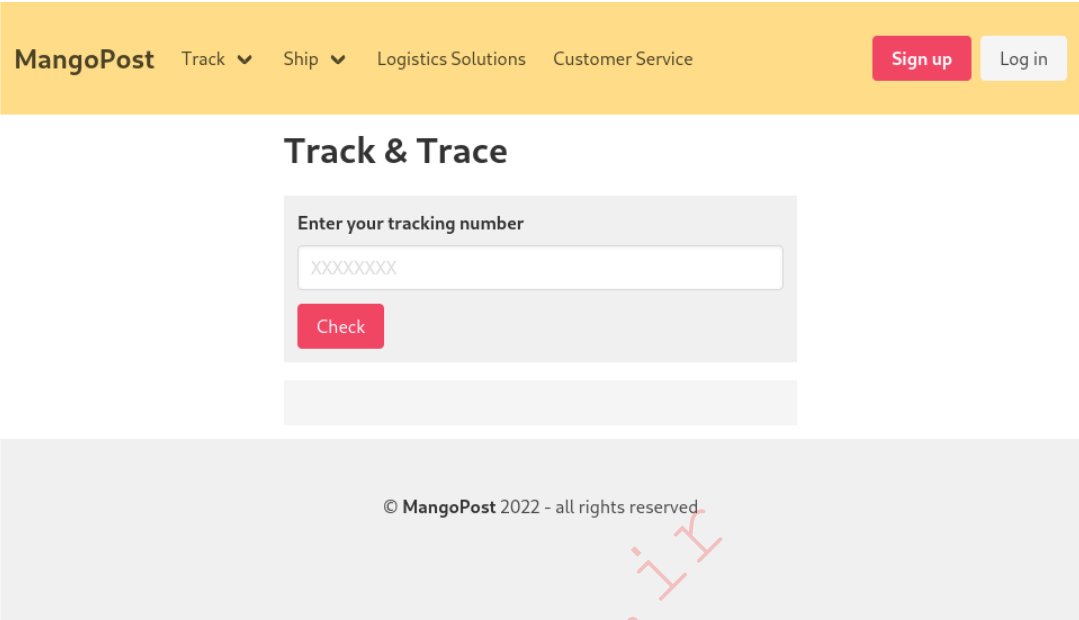 MangoPost Track Ship Logistics Solutions Customer Service Sign up Log in
Track & Trace
Enter your tracking number
XXXXXXXX
Check
© MangoPost 2022 - all rights reserved
.ir